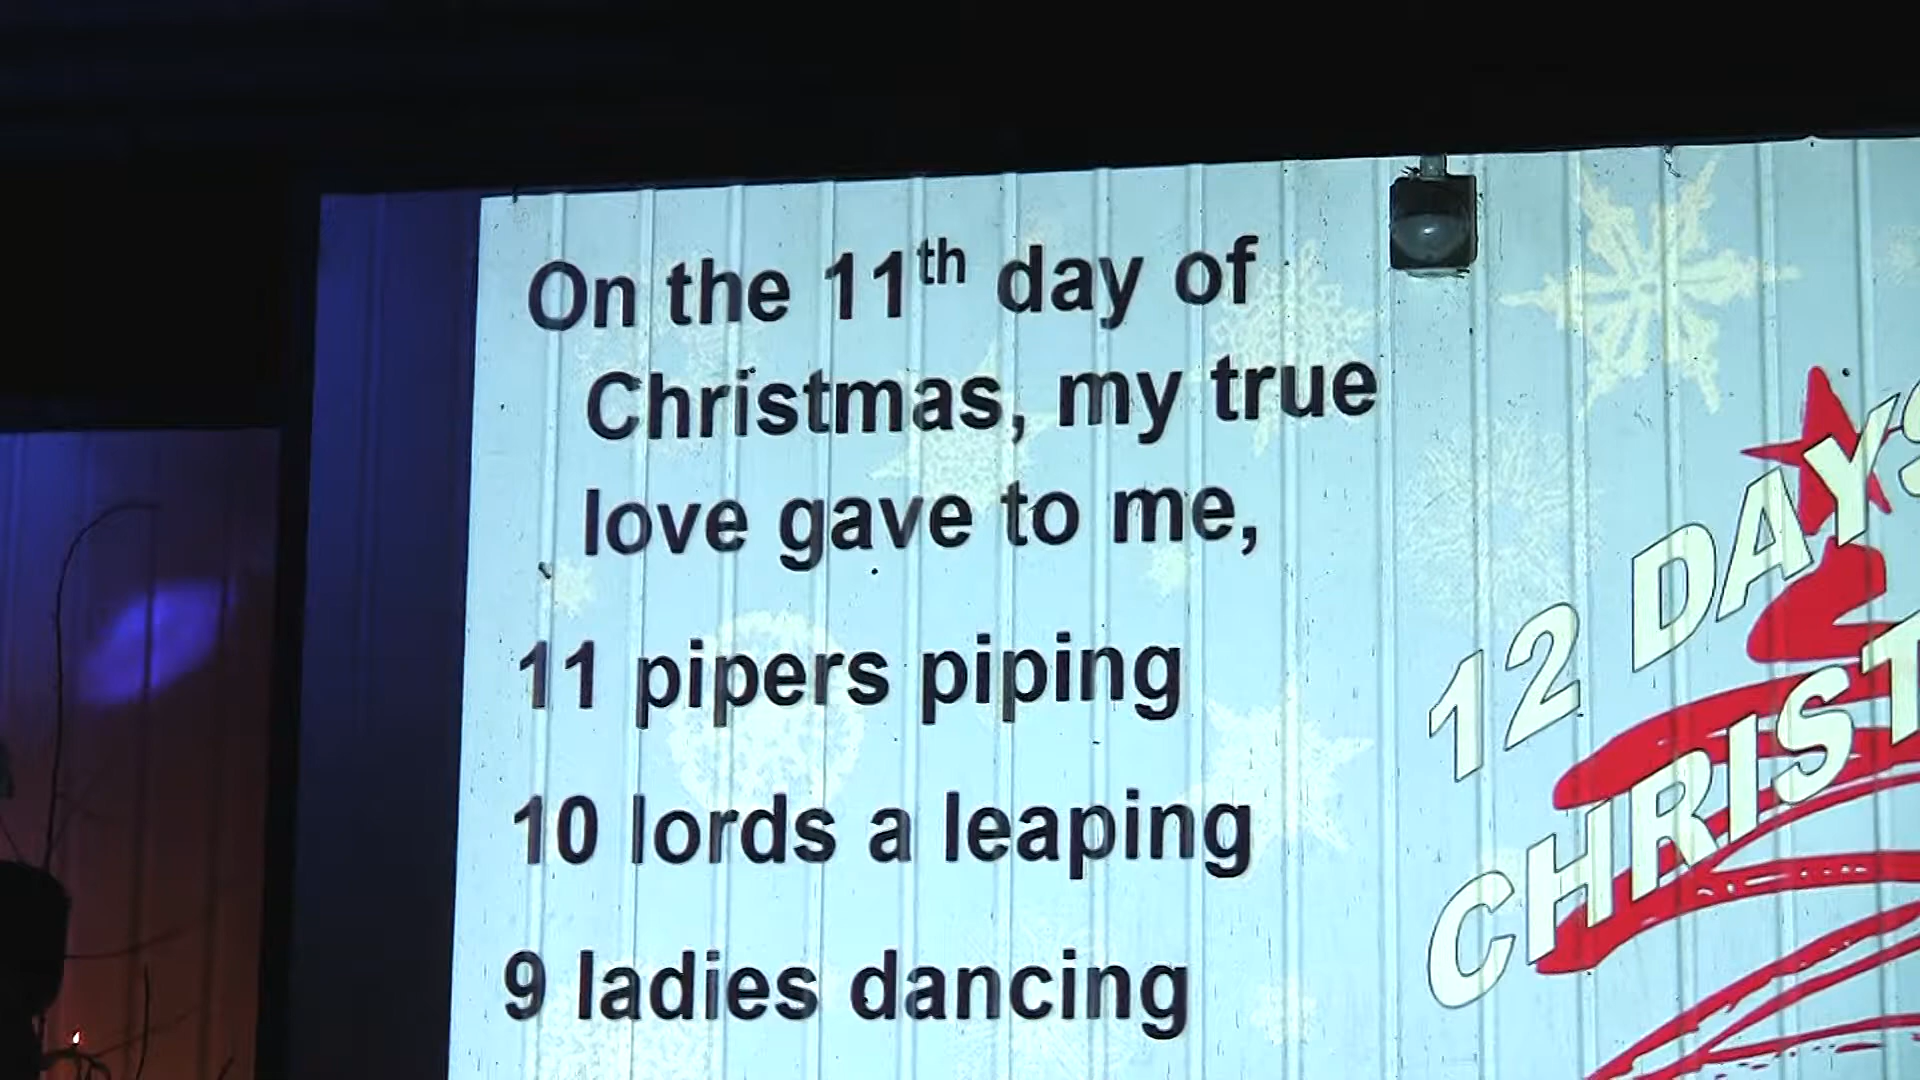 On the 11th day of
Christmas, my true
love gave to me,
11 pipers piping
10 lords a leaping
9 ladies dancing
12 DAYS
CHRIST